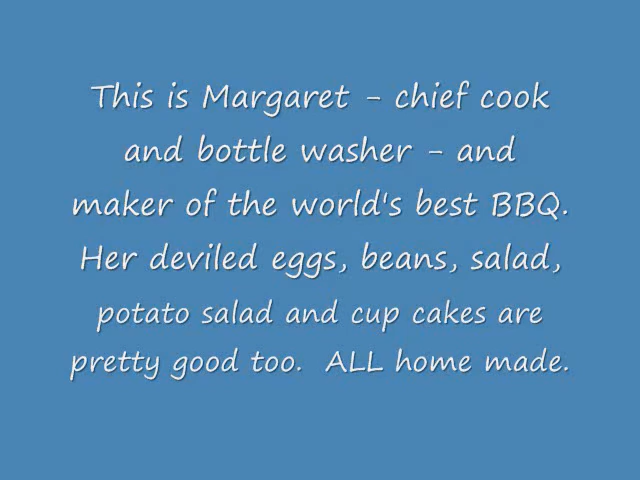 This is Margaret - chief cook
and bottle washer - and
maker of the world's best BBQ.
Her deviled eggs, beans, salad,
potato salad and cup cakes are
pretty good too.  ALL home made.